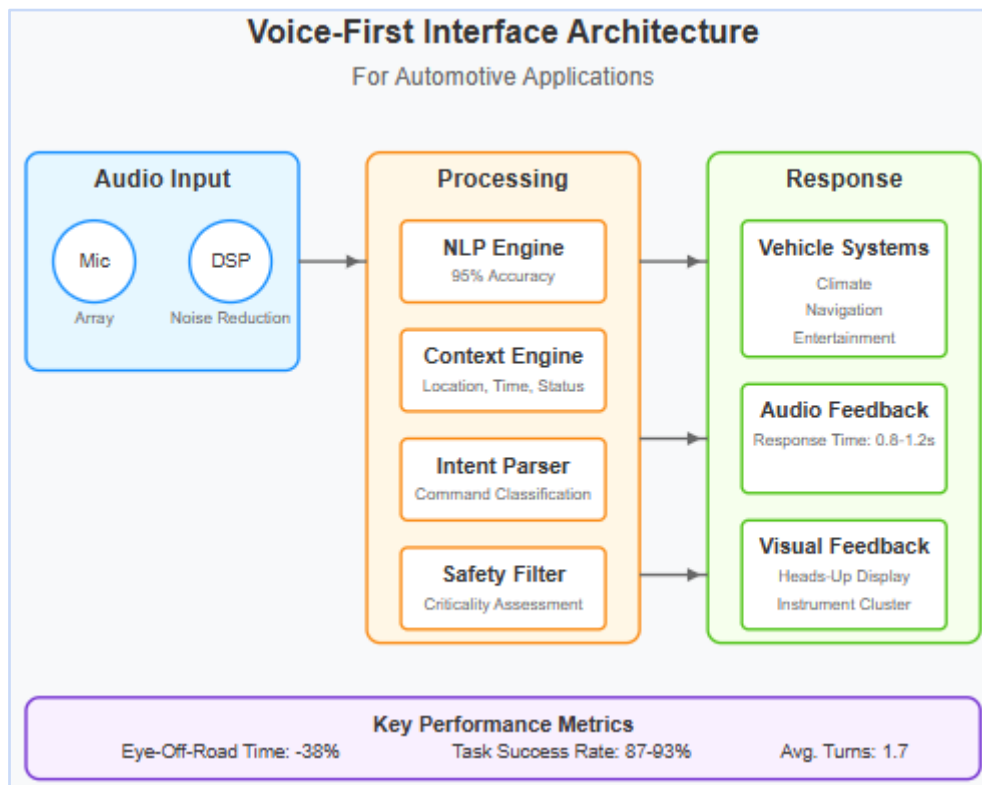 Voice-First Interface Architecture
For Automotive Applications
Audio Input
Mic
DSP
Array
Noise Reduction
Processing
NLP Engine
95% Accuracy
Context Engine
Location, Time, Status
Intent Parser
Command Classification
Safety Filter
Criticality Assessment
Response
Vehicle Systems
Climate
Navigation
Entertainment
Audio Feedback
Response Time: 0.8-1.2s
Visual Feedback
Heads-Up Display
Instrument Cluster
Key Performance Metrics
Eye-Off-Road Time: -38%
Task Success Rate: 87-93%
Avg. Turns: 1.7